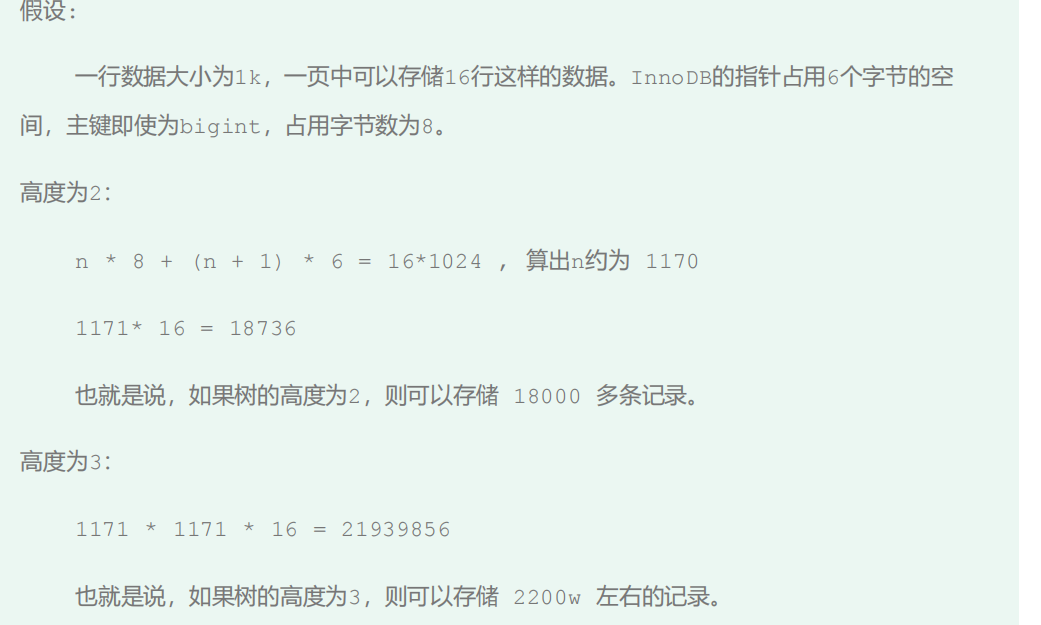 假设：
一行数据大小为1k，一页中可以存储16行这样的数据。InnoDB的指针占用6个字节的空
间，主键即使为bigint，占用字节数为8。
高度为2：
n * 8 + (n + 1) * 6 = 16*1024 , 算出n约为 1170
1171* 16 = 18736
也就是说，如果树的高度为2，则可以存储 18000 多条记录。
高度为3：
1171 * 1171 * 16 = 21939856
也就是说，如果树的高度为3，则可以存储 2200w 左右的记录。